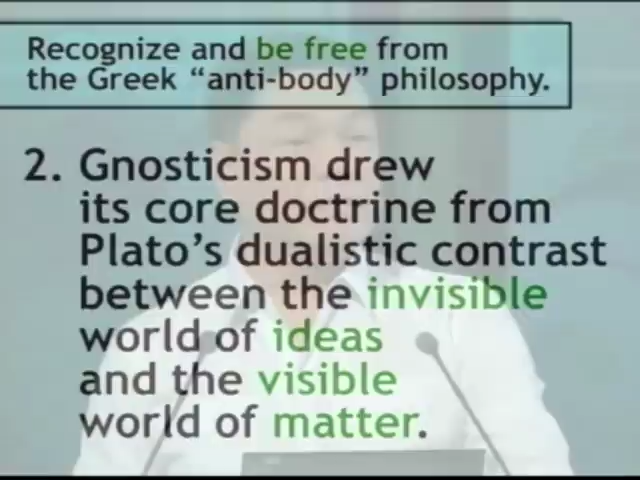 Recognize and be free from
the Greek “anti-body” philosophy.
2. Gnosticism drew
its core doctrine from
Plato’s dualistic contrast
between the invisible
world of ideas
and the visible
world of matter.